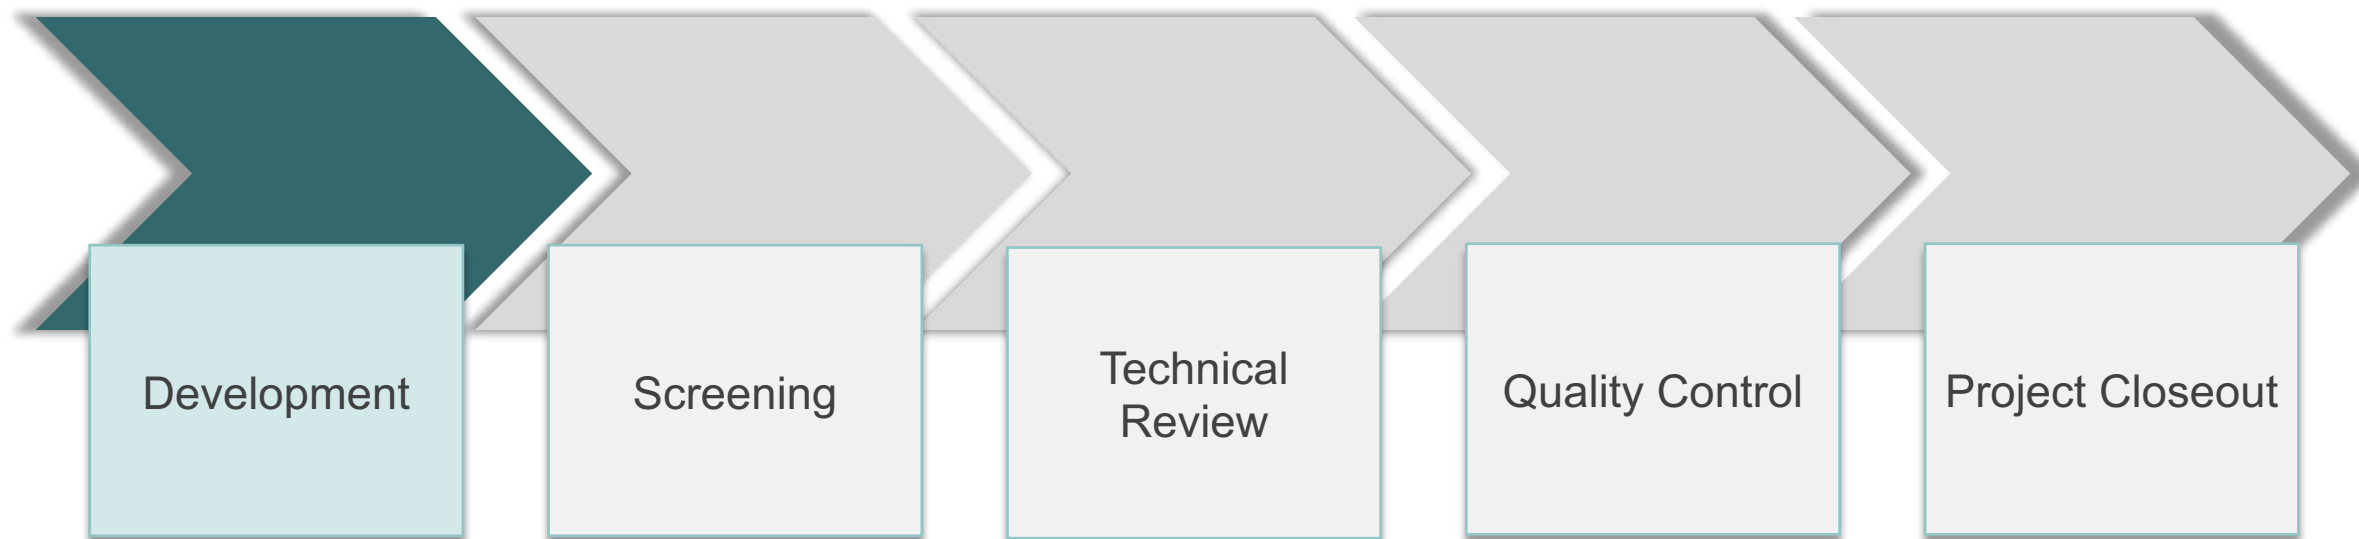 Development
Screening
Technical
Review
Quality Control
Project Closeout